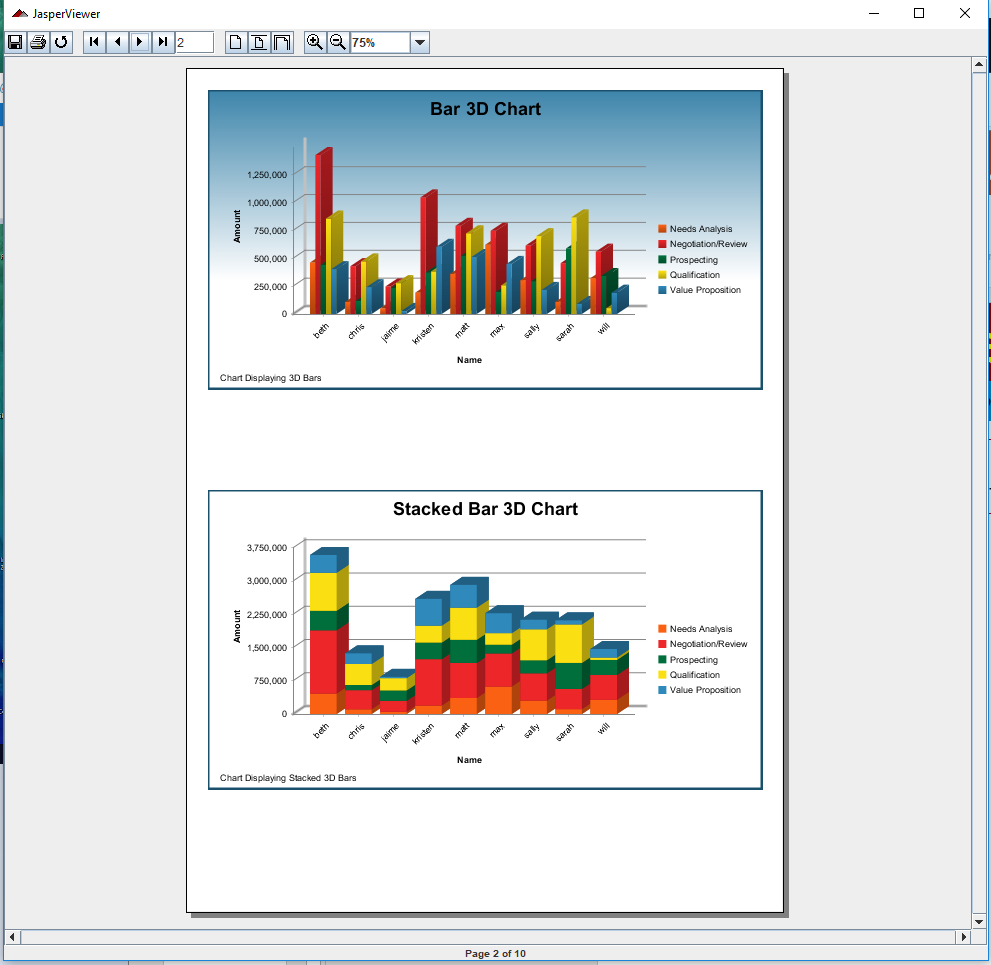 JasperViewer
2
75%
Bar 3D Chart
1,250,000
1,000,000
750,000
500,000
250,000
0
Amount
beth
chris
jaime
kristen
matt
max
sally
sarah
will
Name
Needs Analysis
Negotiation/Review
Prospecting
Qualification
Value Proposition
Chart Displaying 3D Bars
Stacked Bar 3D Chart
3,750,000
3,000,000
2,250,000
1,500,000
750,000
0
Amount
beth
chris
jaime
kristen
matt
max
sally
sarah
will
Name
Needs Analysis
Negotiation/Review
Prospecting
Qualification
Value Proposition
Chart Displaying Stacked 3D Bars
Page 2 of 10